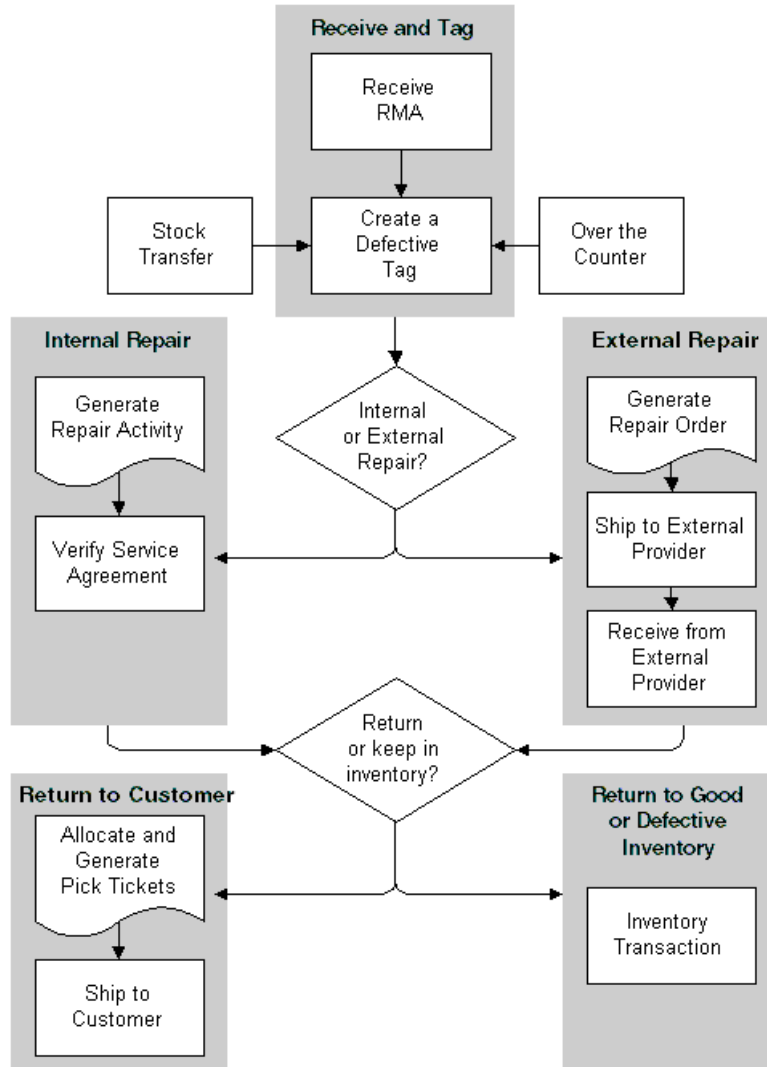 Receive and Tag
Receive
RMA
Stock
Transfer
Create a
Defective
Tag
Over the
Counter
Internal Repair
Generate
Repair Activity
Verify Service
Agreement
Internal
or External
Repair?
External Repair
Generate
Repair Order
Ship to External
Provider
Receive from
External
Provider
Return
or keep in
inventory?
Return to Customer
Allocate and
Generate
Pick Tickets
Ship to
Customer
Return to Good
or Defective
Inventory
Inventory
Transaction